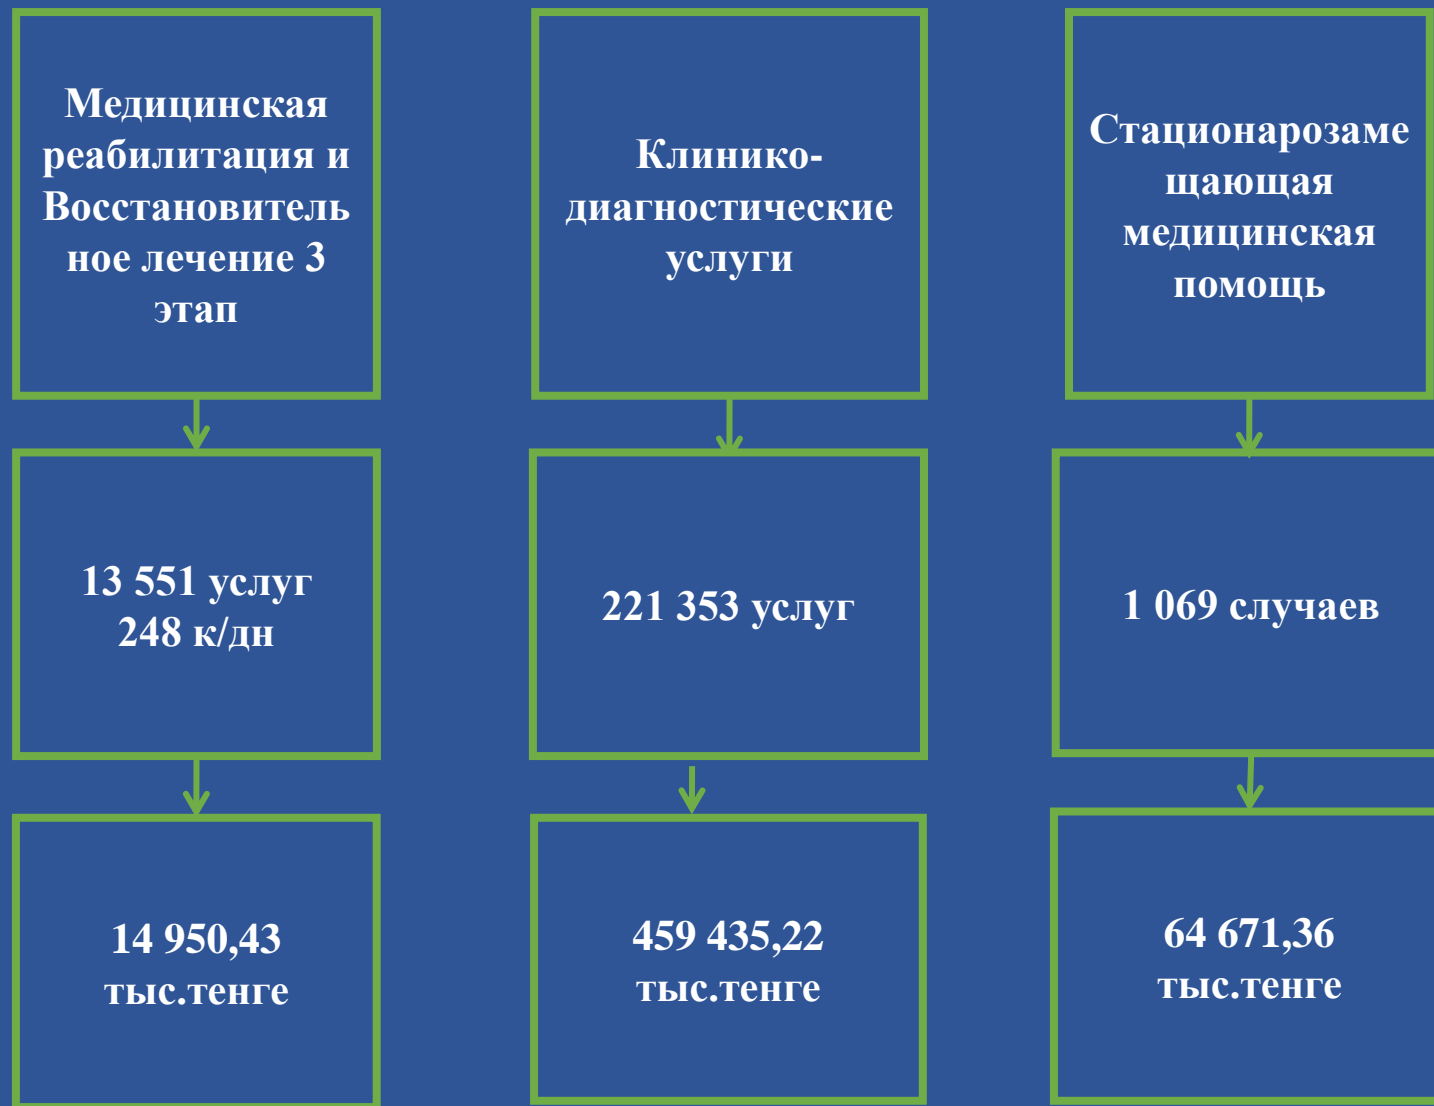 Медицинская
реабилитация и
Восстановитель
ное лечение 3
этап
Клинико-
диагностические
услуги
Стационарозаме
щающая
медицинская
помощь
13 551 услуг
248 к/дн
221 353 услуг
1 069 случаев
14 950,43
тыс.тенге
459 435,22
тыс.тенге
64 671,36
тыс.тенге